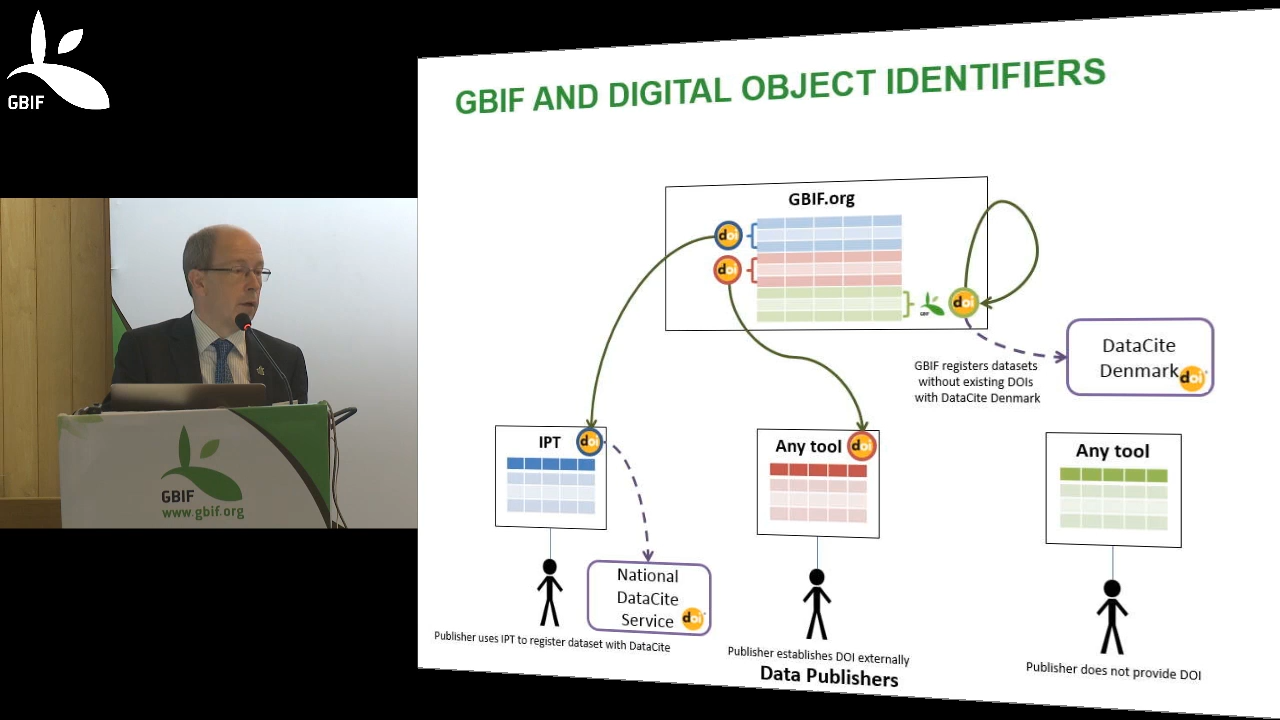 GBIF
GBIF AND DIGITAL OBJECT IDENTIFIERS
GBIF.org
doi
doi
GBIF
doi
GBIF registers datasets
without existing DOIs
with DataCite Denmark
DataCite
Denmark
doi
IPT
doi
Any tool
doi
Any tool
National
DataCite
Service
doi
Publisher uses IPT to register dataset with DataCite
Publisher establishes DOI externally
Publisher does not provide DOI
Data Publishers
GBIF
www.gbif.org